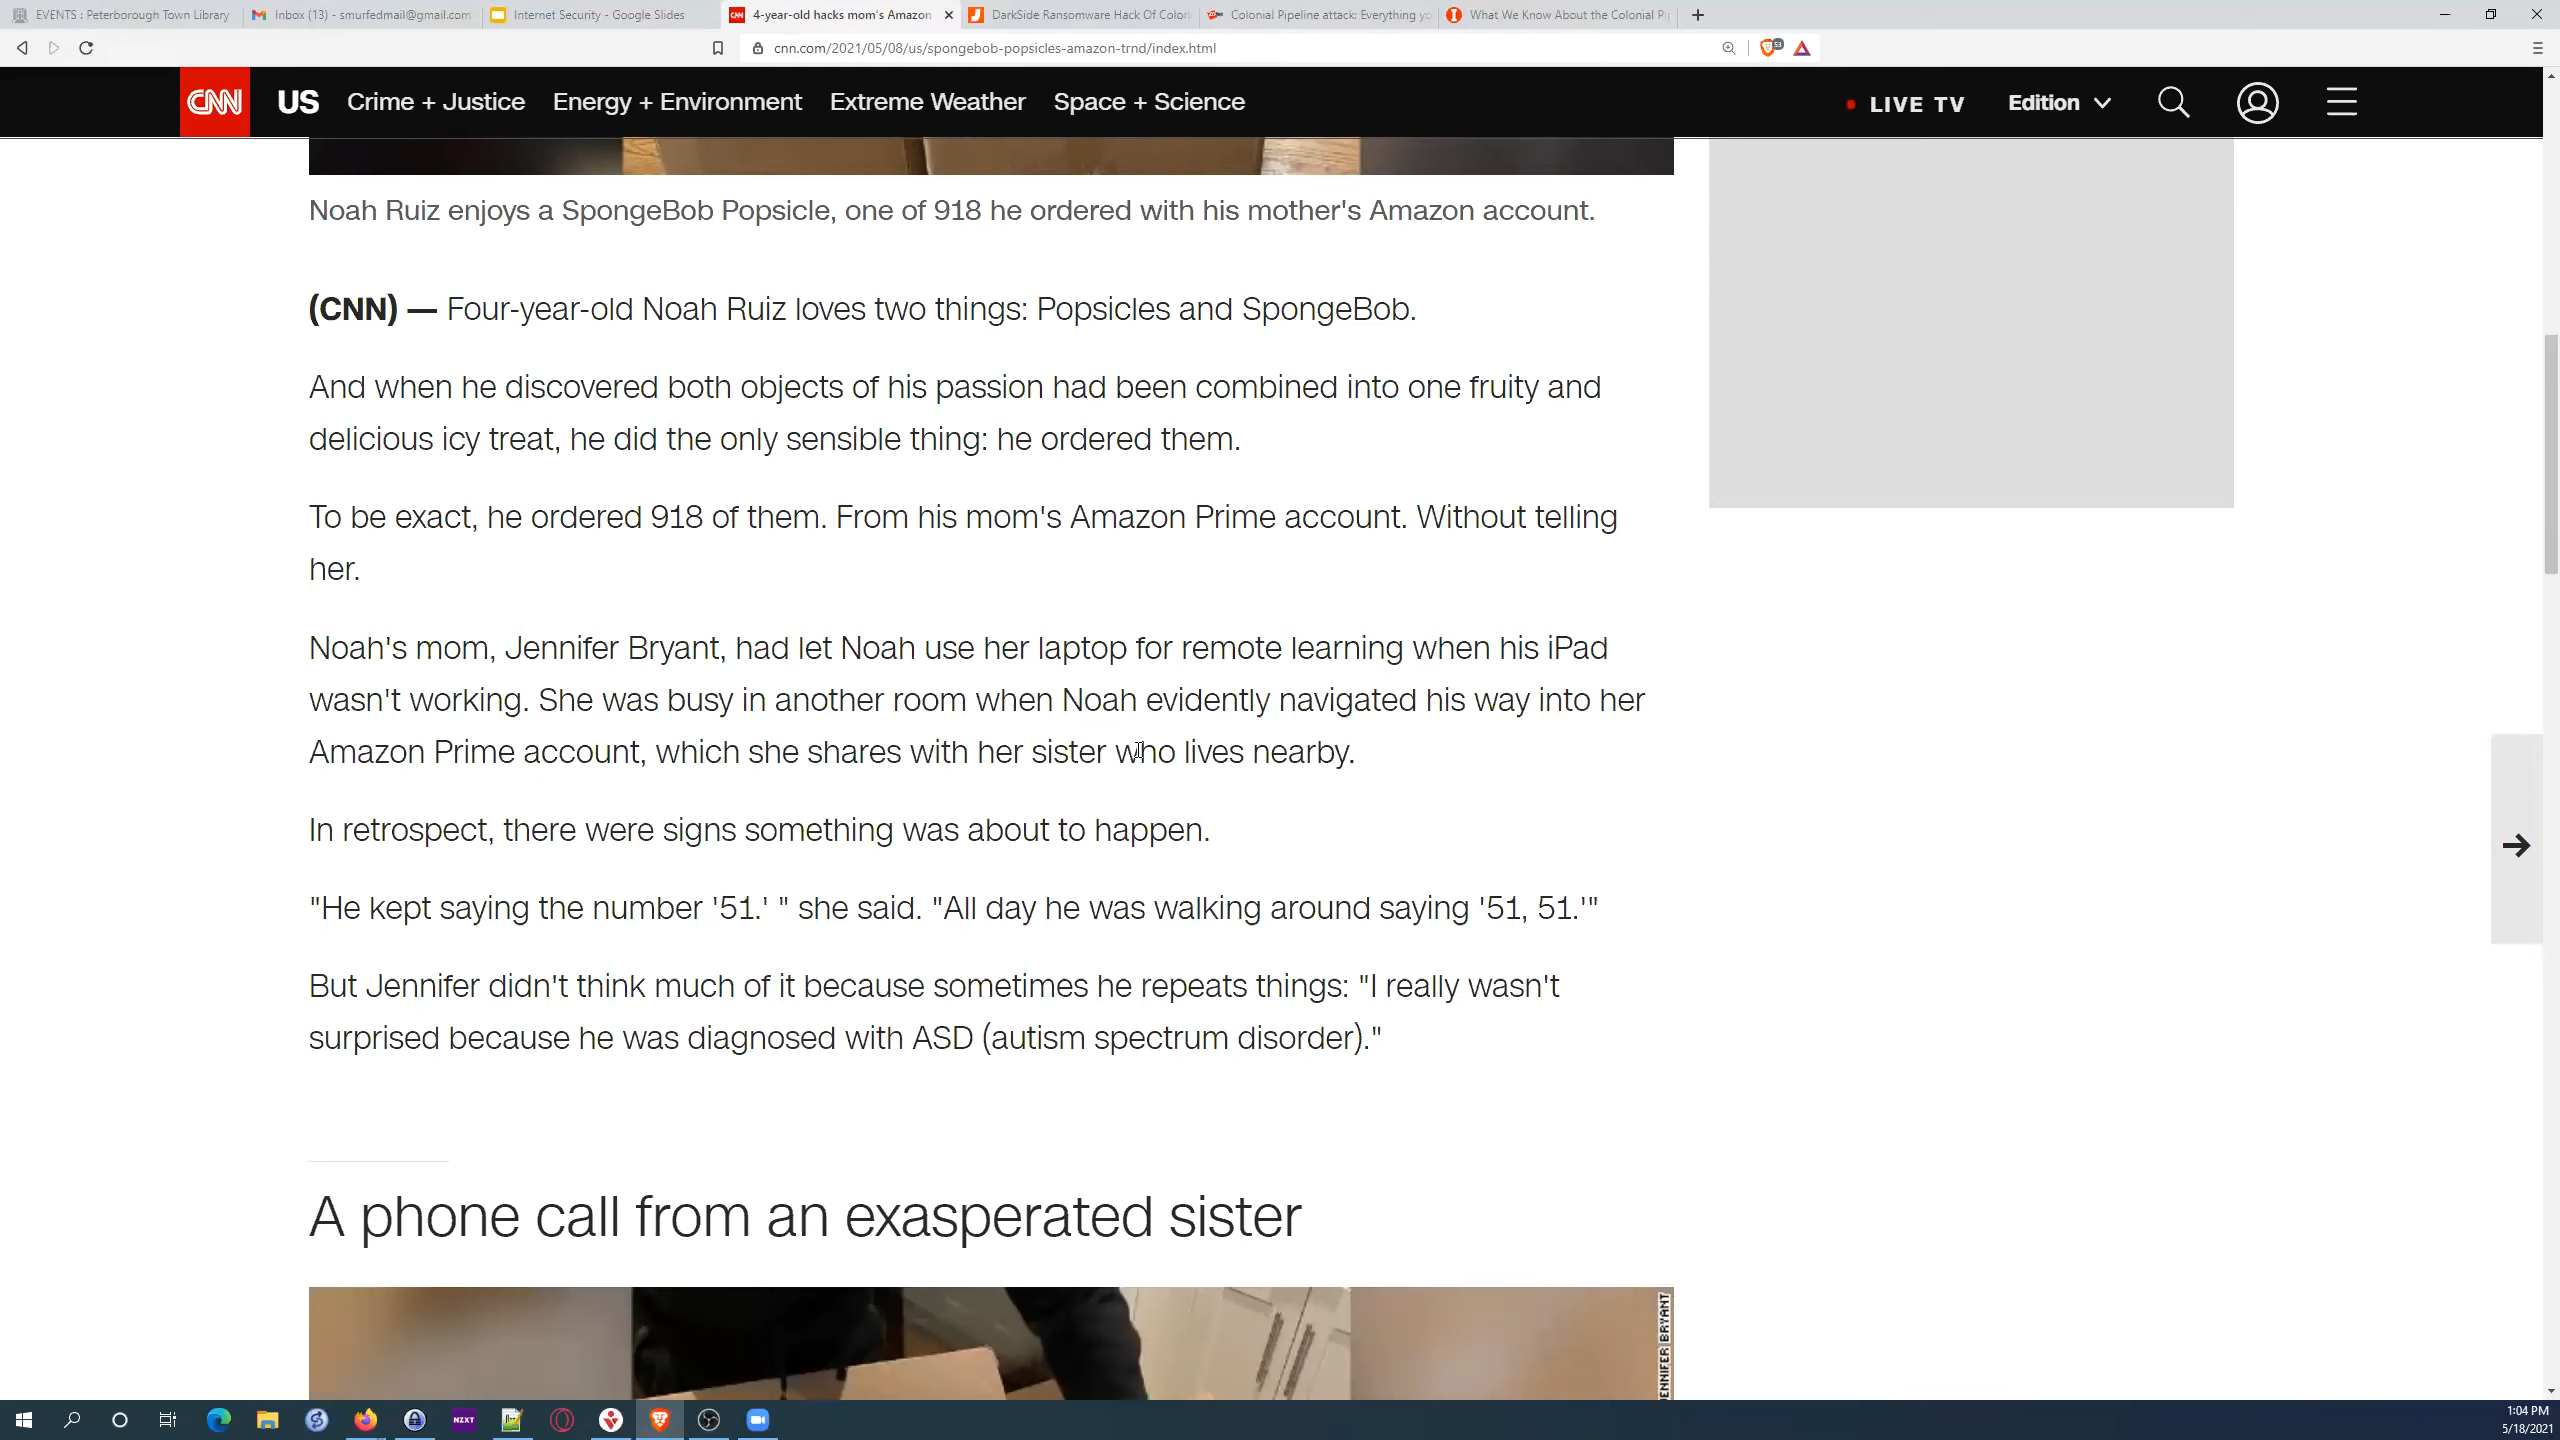 EVENTS : Peterborough Town Library
Inbox (13) - smurfedmail@gmail.com
Internet Security - Google Slides
4-year-old hacks mom's Amazon
DarkSide Ransomware Hack Of Coloni
Colonial Pipeline attack: Everything yo
What We Know About the Colonial Pi
cnn.com/2021/05/08/us/spongebob-popsicles-amazon-trnd/index.html
53
CNN US Crime + Justice Energy + Environment Extreme Weather Space + Science LIVE TV Edition
Noah Ruiz enjoys a SpongeBob Popsicle, one of 918 he ordered with his mother's Amazon account.
(CNN) — Four-year-old Noah Ruiz loves two things: Popsicles and SpongeBob.
And when he discovered both objects of his passion had been combined into one fruity and
delicious icy treat, he did the only sensible thing: he ordered them.
To be exact, he ordered 918 of them. From his mom's Amazon Prime account. Without telling
her.
Noah's mom, Jennifer Bryant, had let Noah use her laptop for remote learning when his iPad
wasn't working. She was busy in another room when Noah evidently navigated his way into her
Amazon Prime account, which she shares with her sister who lives nearby.
In retrospect, there were signs something was about to happen.
"He kept saying the number '51.' " she said. "All day he was walking around saying '51, 51.'"
But Jennifer didn't think much of it because sometimes he repeats things: "I really wasn't
surprised because he was diagnosed with ASD (autism spectrum disorder)."
A phone call from an exasperated sister
JENNIFER BRYANT
NZXT
1:04 PM
5/18/2021